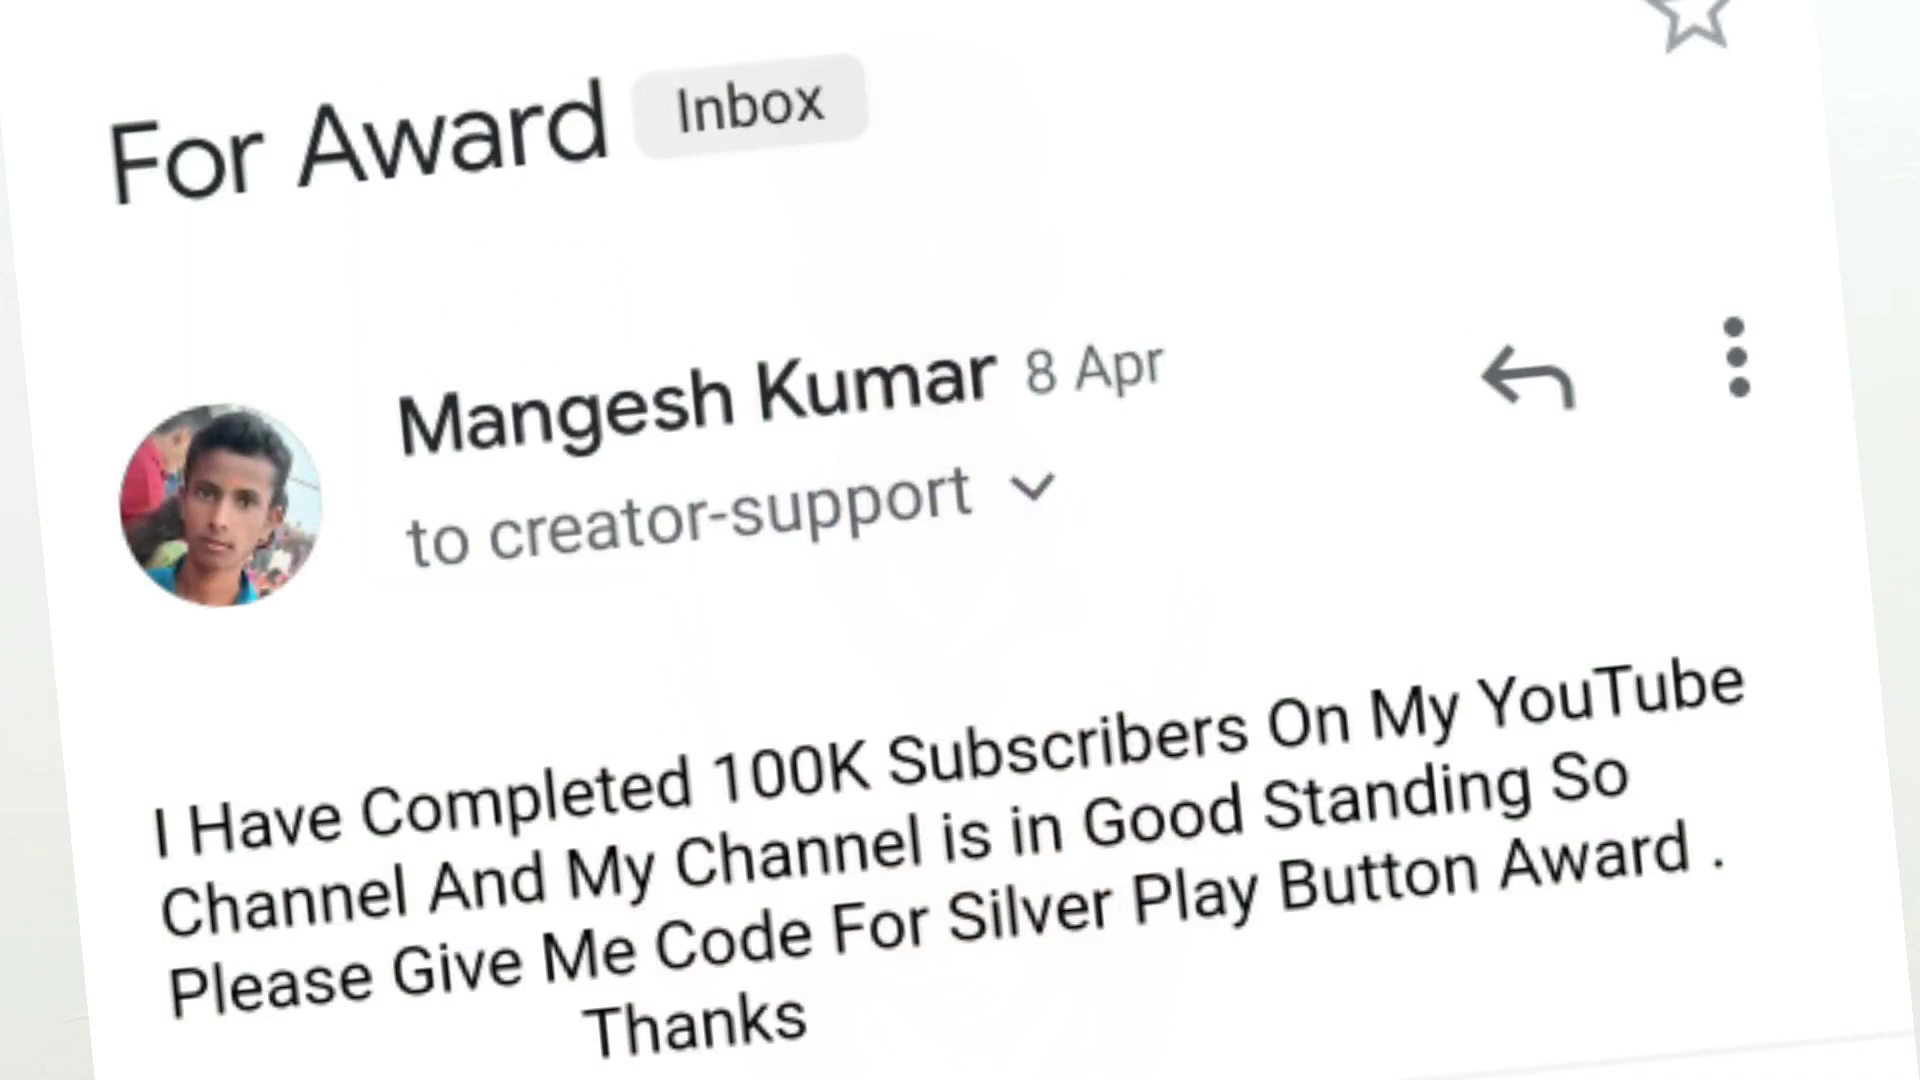 For Award Inbox
Mangesh Kumar 8 Apr
to creator-support
I Have Completed 100K Subscribers On My YouTube
Channel And My Channel is in Good Standing So
Please Give Me Code For Silver Play Button Award .
Thanks